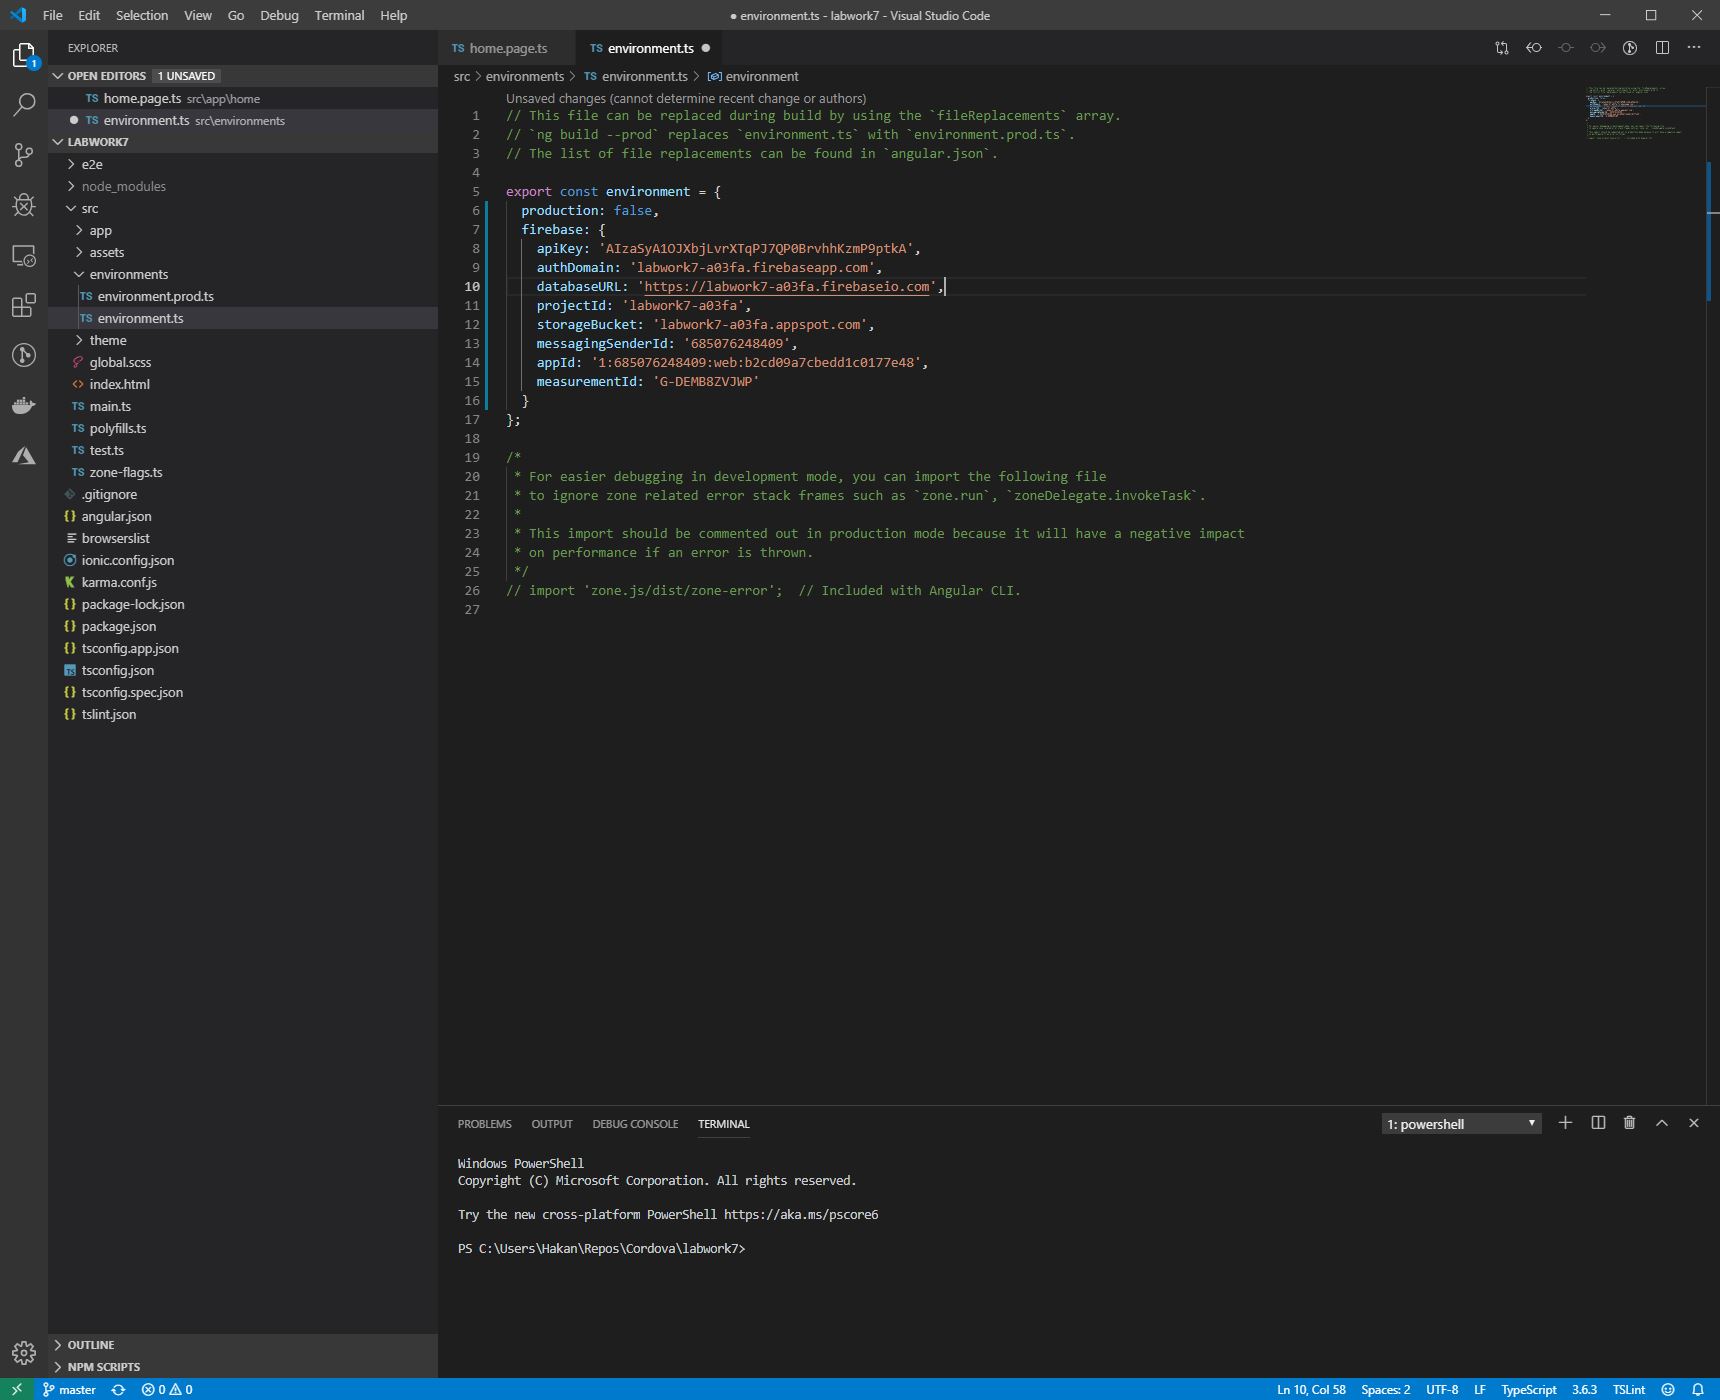 File Edit Selection View Go Debug Terminal Help
● environment.ts - labwork7 - Visual Studio Code
EXPLORER
OPEN EDITORS 1 UNSAVED
TS home.page.ts src\app\home
● TS environment.ts src\environments
LABWORK7
e2e
node_modules
src
app
assets
environments
TS environment.prod.ts
TS environment.ts
theme
global.scss
<> index.html
TS main.ts
TS polyfills.ts
TS test.ts
TS zone-flags.ts
.gitignore
{} angular.json
browserslist
ionic.config.json
K karma.conf.js
{} package-lock.json
{} package.json
{} tsconfig.app.json
TS tsconfig.json
{} tsconfig.spec.json
{} tslint.json
OUTLINE
NPM SCRIPTS
1
TS home.page.ts TS environment.ts ●
src > environments > TS environment.ts > environment
Unsaved changes (cannot determine recent change or authors)
1 // This file can be replaced during build by using the `fileReplacements` array.
2 // `ng build --prod` replaces `environment.ts` with `environment.prod.ts`.
3 // The list of file replacements can be found in `angular.json`.
4
5 export const environment = {
6 production: false,
7 firebase: {
8 apiKey: 'AIzaSyA1OJXbjLvrXTqPJ7QP0BrvhhKzmP9ptkA',
9 authDomain: 'labwork7-a03fa.firebaseapp.com',
10 databaseURL: 'https://labwork7-a03fa.firebaseio.com',
11 projectId: 'labwork7-a03fa',
12 storageBucket: 'labwork7-a03fa.appspot.com',
13 messagingSenderId: '685076248409',
14 appId: '1:685076248409:web:b2cd09a7cbedd1c0177e48',
15 measurementId: 'G-DEMB8ZVJWP'
16 }
17 };
18
19 /*
20 * For easier debugging in development mode, you can import the following file
21 * to ignore zone related error stack frames such as `zone.run`, `zoneDelegate.invokeTask`.
22 *
23 * This import should be commented out in production mode because it will have a negative impact
24 * on performance if an error is thrown.
25 */
26 // import 'zone.js/dist/zone-error';  // Included with Angular CLI.
27
PROBLEMS OUTPUT DEBUG CONSOLE TERMINAL
1: powershell
Windows PowerShell
Copyright (C) Microsoft Corporation. All rights reserved.
Try the new cross-platform PowerShell https://aka.ms/pscore6
PS C:\Users\Hakan\Repos\Cordova\labwork7>
master 0 0
Ln 10, Col 58 Spaces: 2 UTF-8 LF TypeScript 3.6.3 TSLint